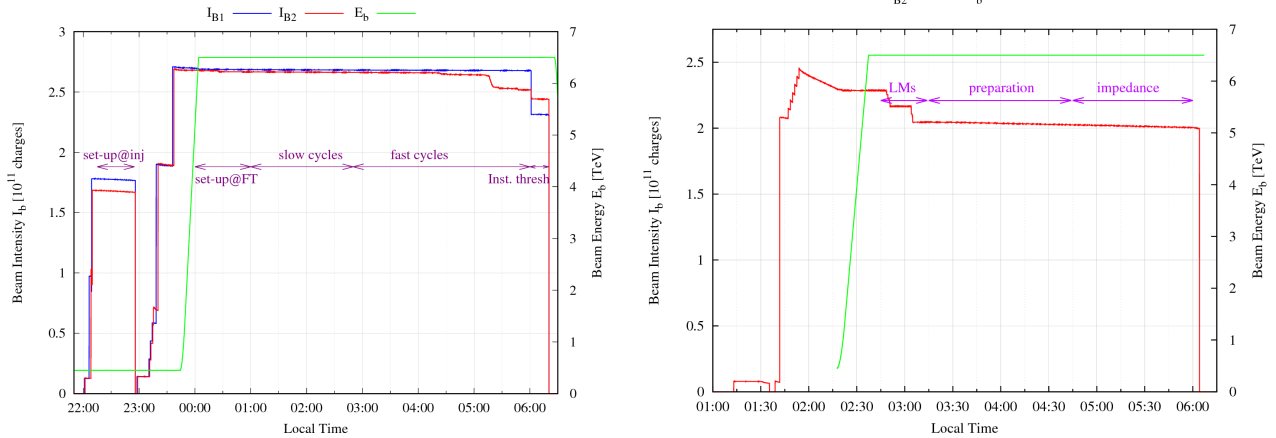 I_B1 I_B2 E_b
3
2.5
2
1.5
1
0.5
0
7
6
5
4
3
2
1
0
Beam Intensity I_b [10^11 charges]
Beam Energy E_b [TeV]
set-up@inj
slow cycles
fast cycles
set-up@FT
Inst. thresh
22:00 23:00 00:00 01:00 02:00 03:00 04:00 05:00 06:00
Local Time
B2 b
2.5
2
1.5
1
0.5
0
7
6
5
4
3
2
1
0
Beam Intensity I_b [10^11 charges]
Beam Energy E_b [TeV]
LMs preparation impedance
01:00 01:30 02:00 02:30 03:00 03:30 04:00 04:30 05:00 05:30 06:00
Local Time